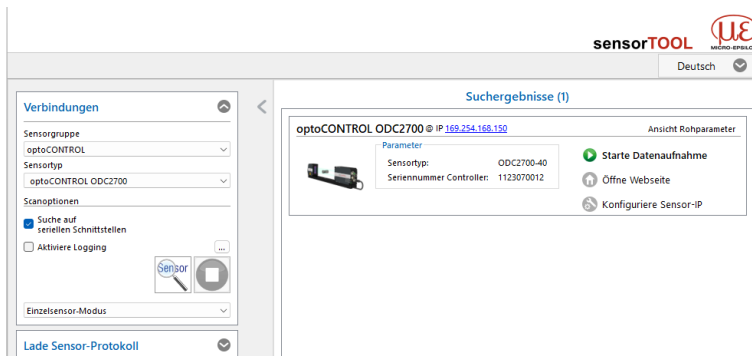 sensorTOOL
µε
MICRO-EPSILON
Deutsch
Verbindungen
Sensorgruppe
optoCONTROL
Sensortyp
optoCONTROL ODC2700
Scanoptionen
Suche auf
seriellen Schnittstellen
Aktiviere Logging
...
Sensor
Einzelsensor-Modus
Lade Sensor-Protokoll
Suchergebnisse (1)
optoCONTROL ODC2700 @ IP 169.254.168.150
Ansicht Rohparameter
Parameter
Sensortyp: ODC2700-40
Seriennummer Controller: 1123070012
Starte Datenaufnahme
Öffne Webseite
Konfiguriere Sensor-IP